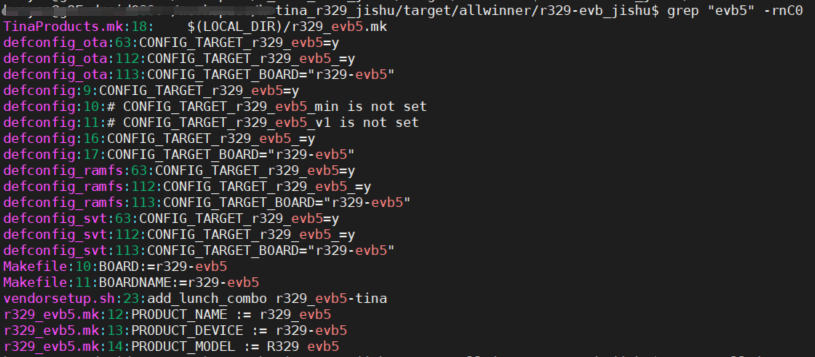 _tina_r329_jishu/target/allwinner/r329-evb_jishu$ grep "evb5" -rnC0
TinaProducts.mk:18:    $(LOCAL_DIR)/r329_evb5.mk
defconfig_ota:63:CONFIG_TARGET_r329_evb5=y
defconfig_ota:112:CONFIG_TARGET_r329_evb5_=y
defconfig_ota:113:CONFIG_TARGET_BOARD="r329-evb5"
defconfig:9:CONFIG_TARGET_r329_evb5=y
defconfig:10:# CONFIG_TARGET_r329_evb5_min is not set
defconfig:11:# CONFIG_TARGET_r329_evb5_v1 is not set
defconfig:16:CONFIG_TARGET_r329_evb5_=y
defconfig:17:CONFIG_TARGET_BOARD="r329-evb5"
defconfig_ramfs:63:CONFIG_TARGET_r329_evb5=y
defconfig_ramfs:112:CONFIG_TARGET_r329_evb5_=y
defconfig_ramfs:113:CONFIG_TARGET_BOARD="r329-evb5"
defconfig_svt:63:CONFIG_TARGET_r329_evb5=y
defconfig_svt:112:CONFIG_TARGET_r329_evb5_=y
defconfig_svt:113:CONFIG_TARGET_BOARD="r329-evb5"
Makefile:10:BOARD:=r329-evb5
Makefile:11:BOARDNAME:=r329-evb5
vendorsetup.sh:23:add_lunch_combo r329_evb5-tina
r329_evb5.mk:12:PRODUCT_NAME := r329_evb5
r329_evb5.mk:13:PRODUCT_DEVICE := r329-evb5
r329_evb5.mk:14:PRODUCT_MODEL := R329 evb5